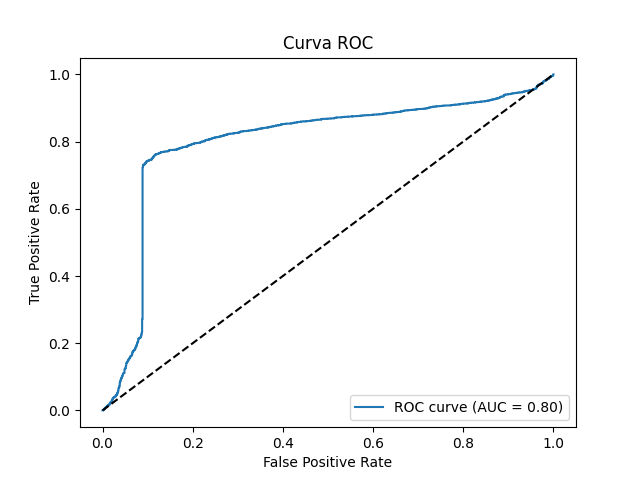 Curva ROC
True Positive Rate
1.0
0.8
0.6
0.4
0.2
0.0
0.0 0.2 0.4 0.6 0.8 1.0
False Positive Rate
ROC curve (AUC = 0.80)